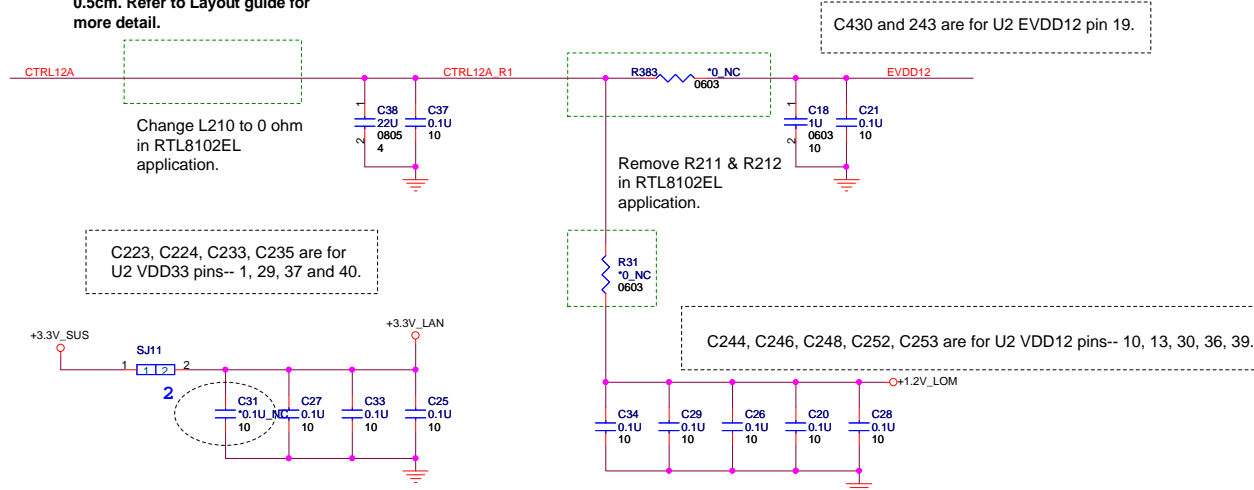 0.5cm. Refer to Layout guide for
more detail.
C430 and 243 are for U2 EVDD12 pin 19.
CTRL12A
CTRL12A_R1
R383
*0_NC
0603
EVDD12
1
C38
22U
0805
4
2
C37
0.1U
10
1
C18
1U
0603
10
2
C21
0.1U
10
Change L210 to 0 ohm
in RTL8102EL
application.
Remove R211 & R212
in RTL8102EL
application.
C223, C224, C233, C235 are for
U2 VDD33 pins-- 1, 29, 37 and 40.
R31
*0_NC
0603
C244, C246, C248, C252, C253 are for U2 VDD12 pins-- 10, 13, 30, 36, 39.
+3.3V_SUS
+3.3V_LAN
SJ11
1
1 2
2
2
+1.2V_LOM
C31
*0.1U_NC
10
C27
0.1U
10
C33
0.1U
10
C25
0.1U
10
C34
0.1U
10
C29
0.1U
10
C26
0.1U
10
C20
0.1U
10
C28
0.1U
10